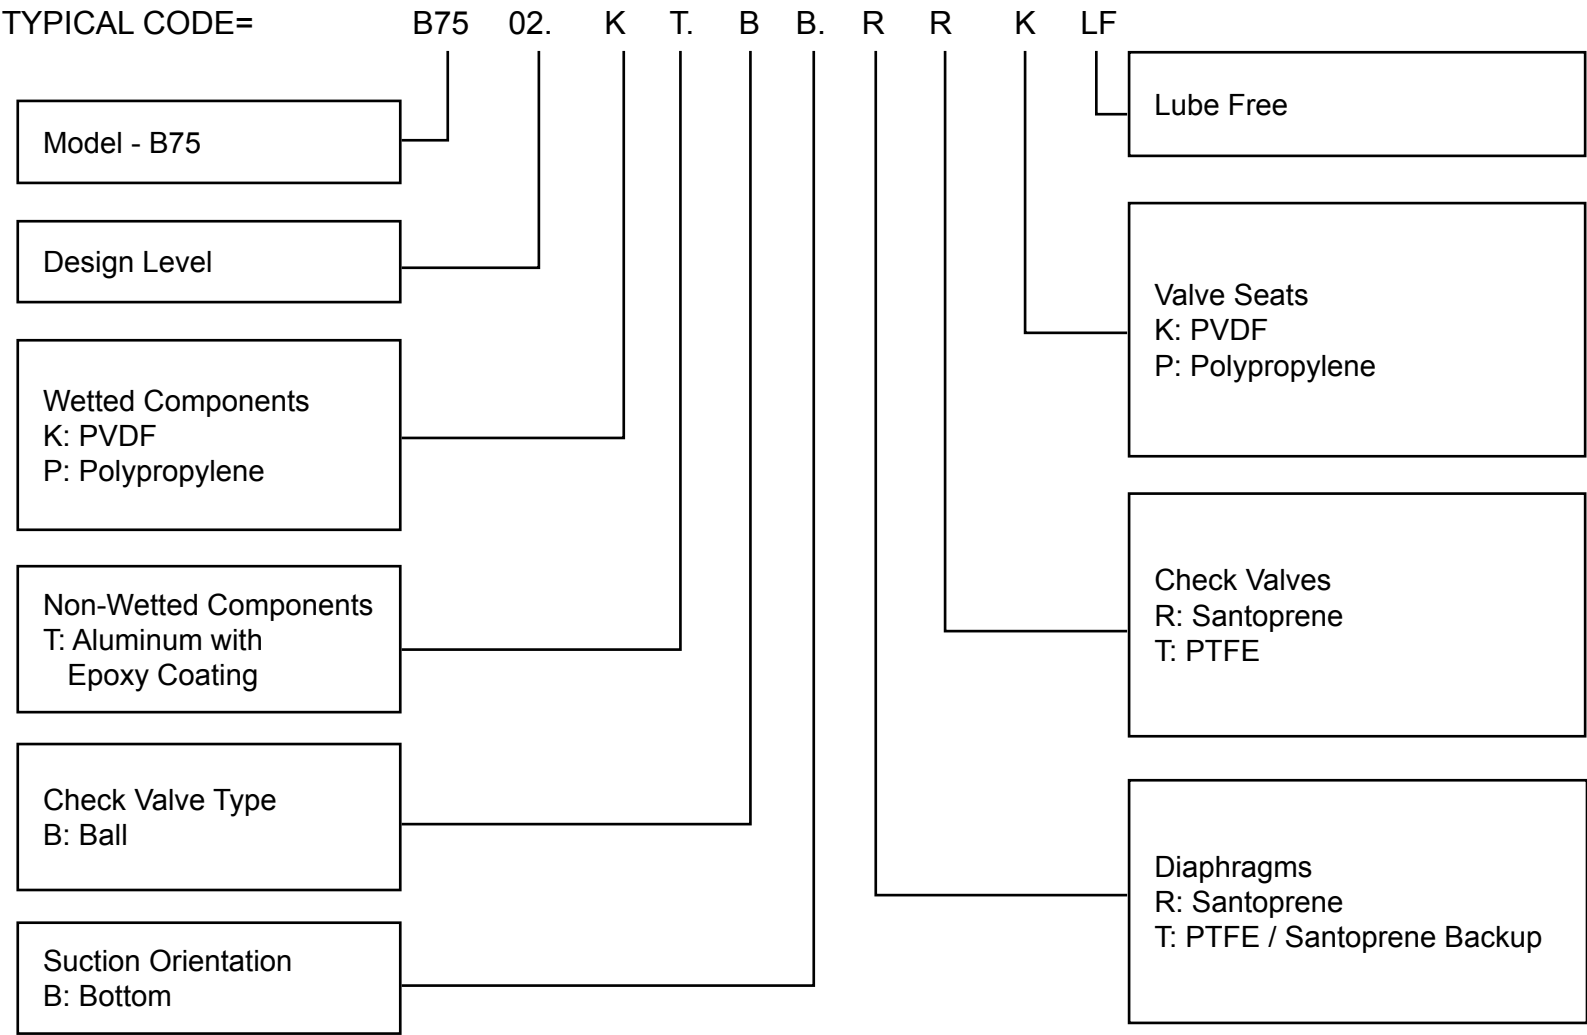 TYPICAL CODE= B75 02. K T. B B. R R K LF
Model - B75
Design Level
Wetted Components
K: PVDF
P: Polypropylene
Non-Wetted Components
T: Aluminum with
Epoxy Coating
Check Valve Type
B: Ball
Suction Orientation
B: Bottom
Lube Free
Valve Seats
K: PVDF
P: Polypropylene
Check Valves
R: Santoprene
T: PTFE
Diaphragms
R: Santoprene
T: PTFE / Santoprene Backup